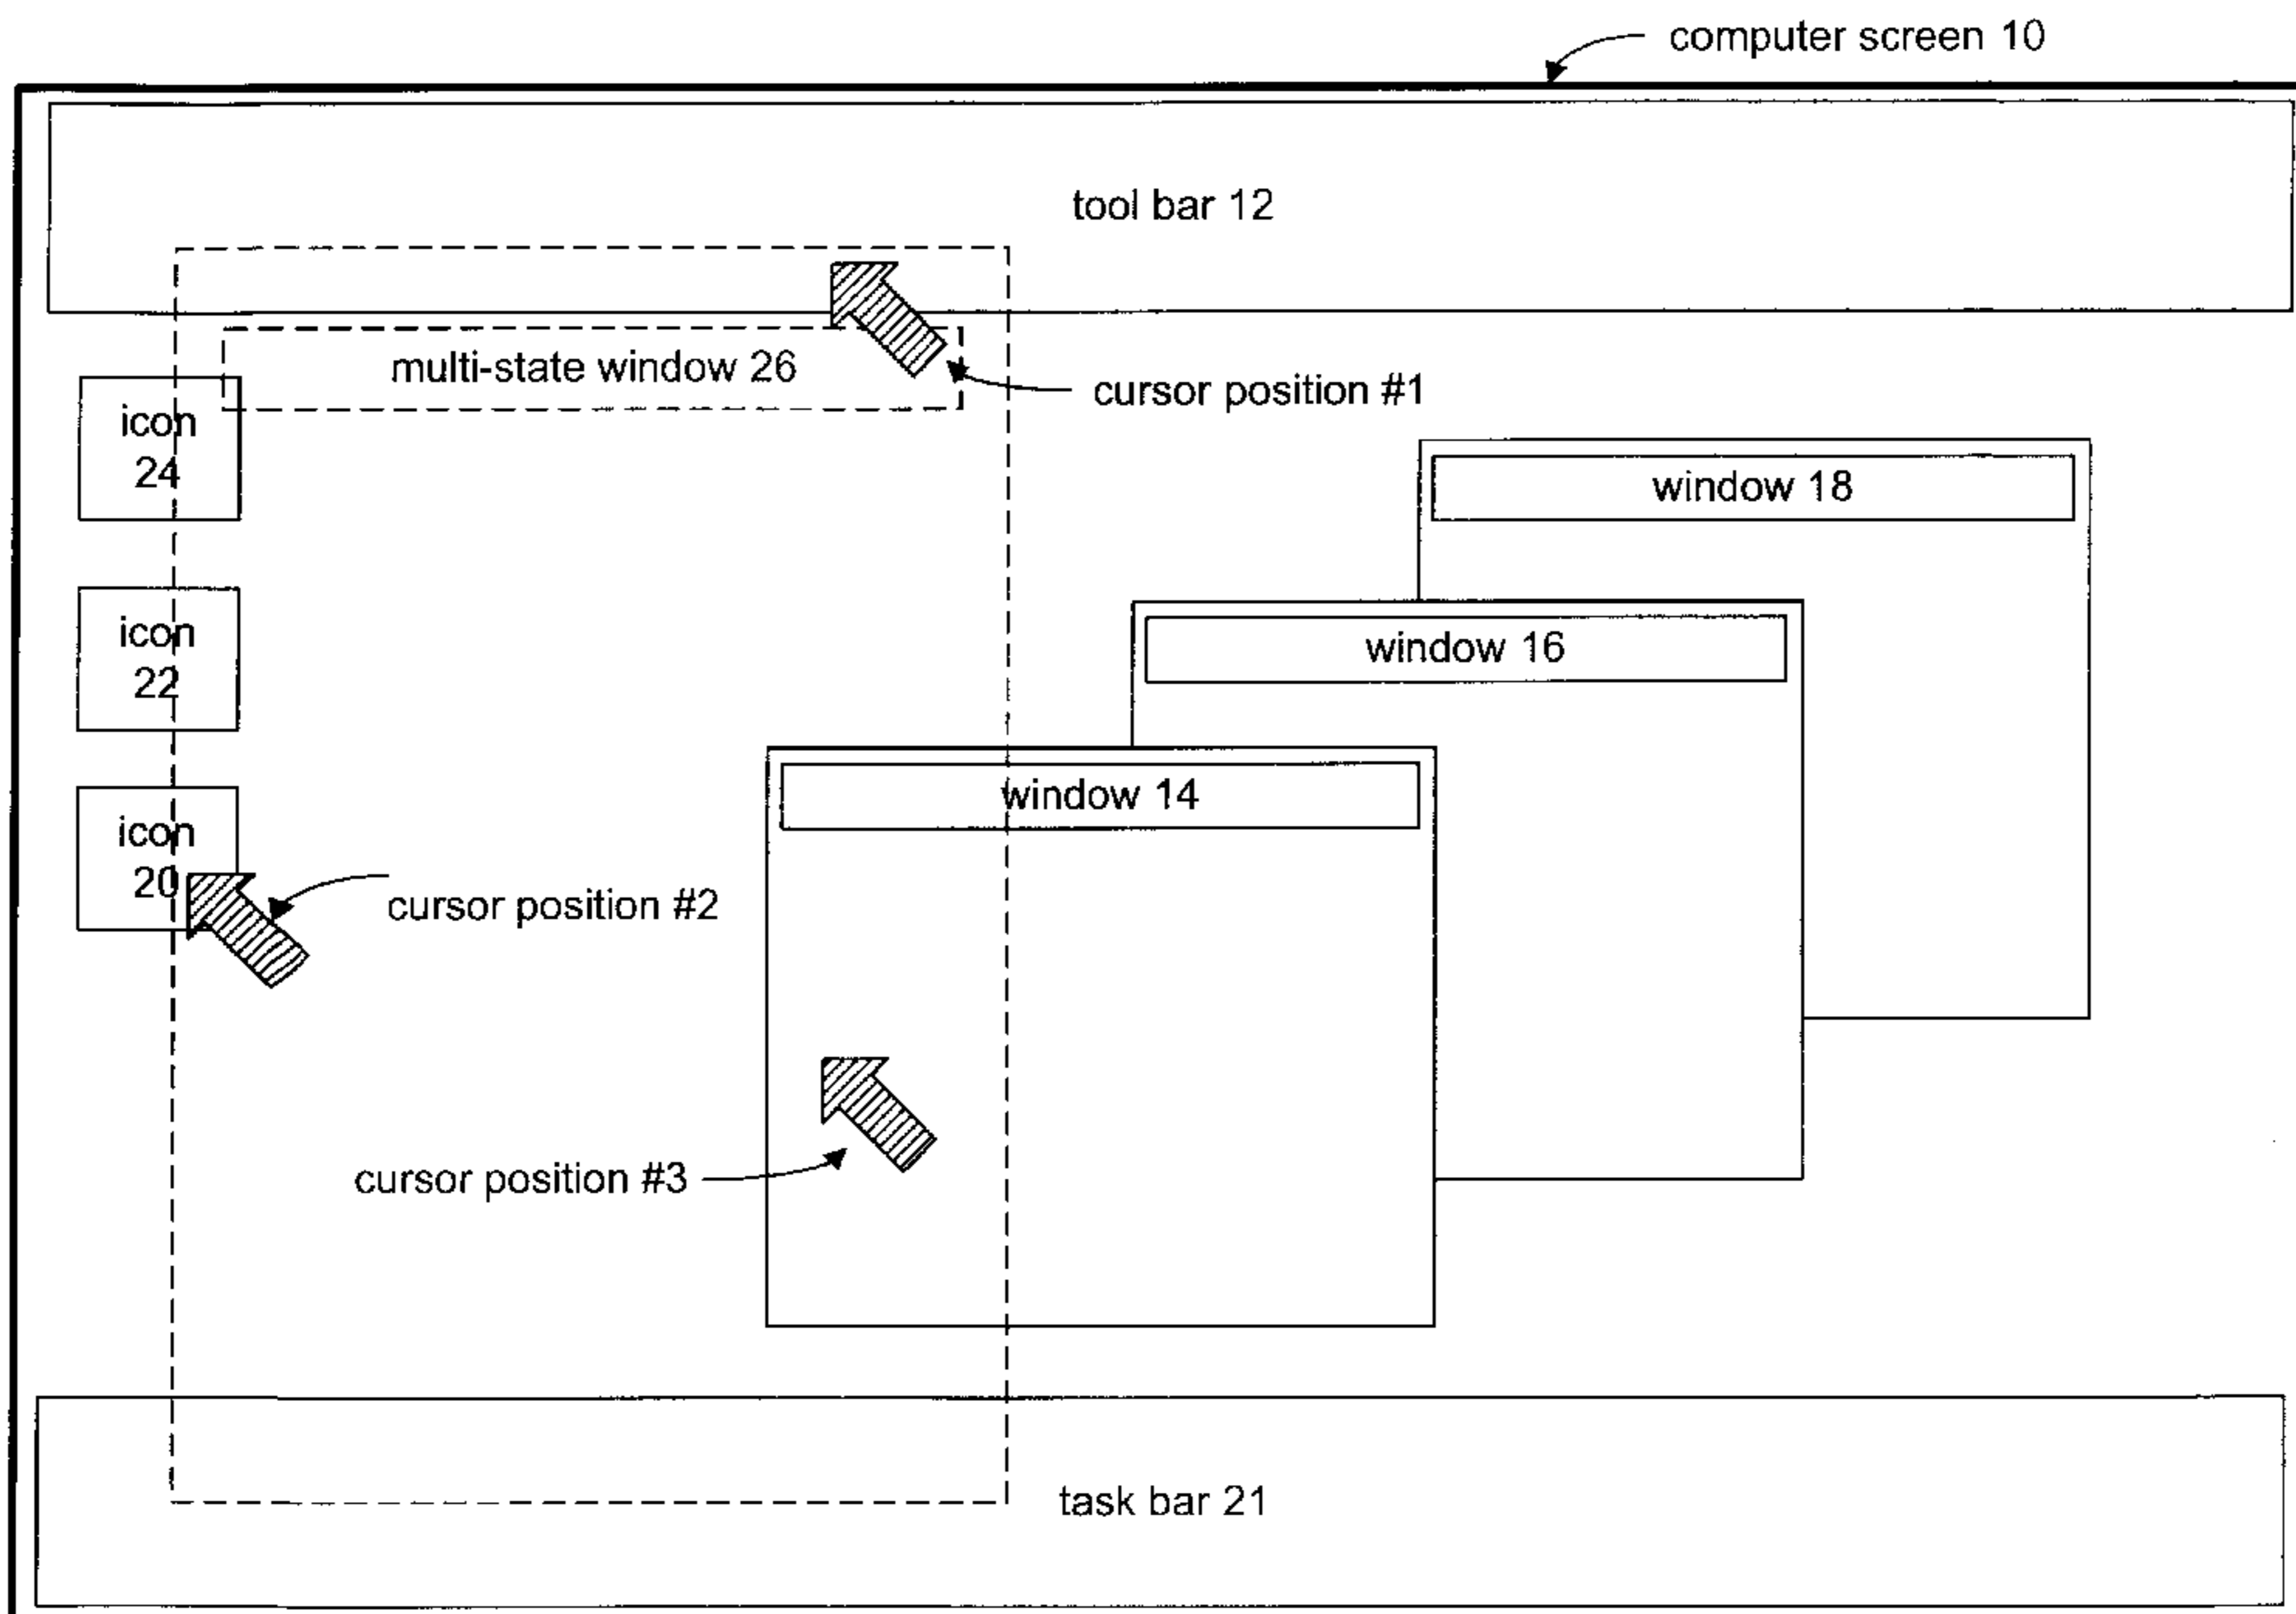 computer screen 10
tool bar 12
multi-state window 26
cursor position #1
icon
24
window 18
icon
22
window 16
window 14
icon
20
cursor position #2
cursor position #3
task bar 21